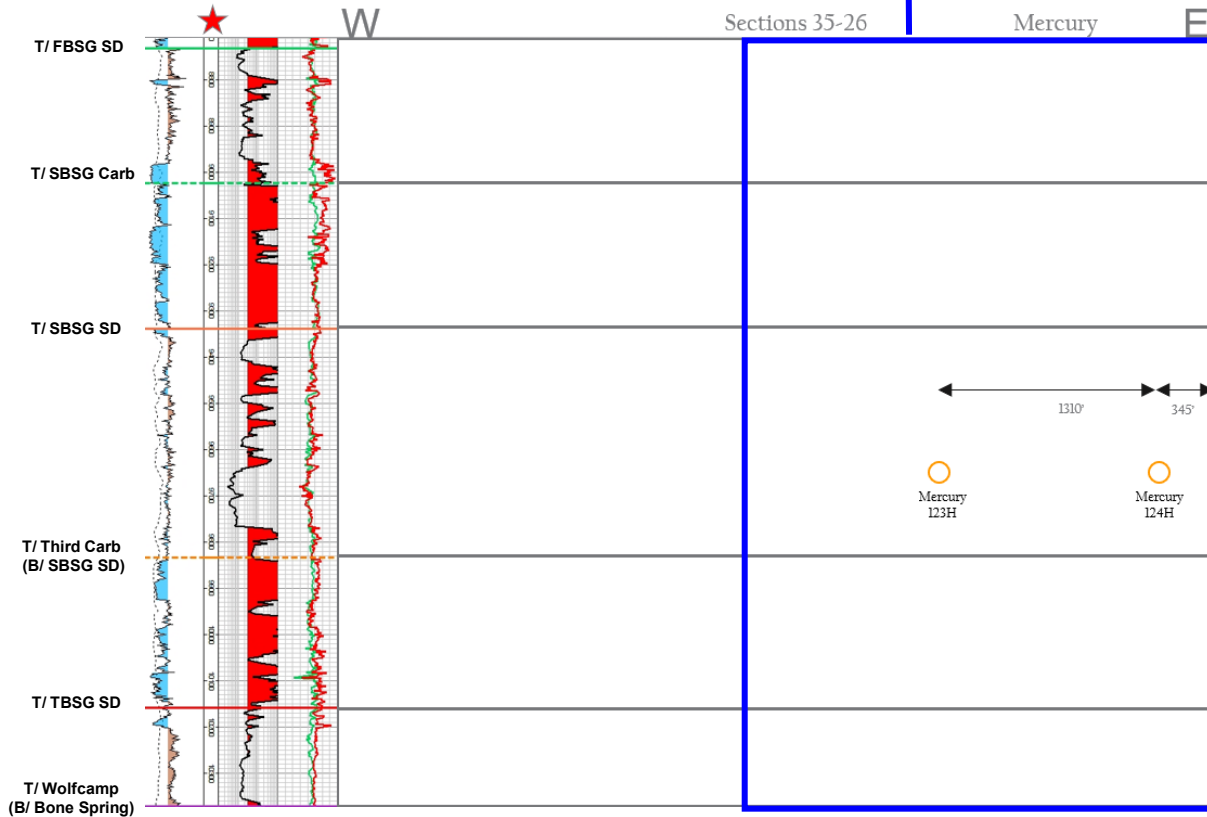 W
Sections 35-26
Mercury
E
T/ FBSG SD
T/ SBSG Carb
T/ SBSG SD
1310'
345'
Mercury
123H
Mercury
124H
T/ Third Carb
(B/ SBSG SD)
T/ TBSG SD
T/ Wolfcamp
(B/ Bone Spring)